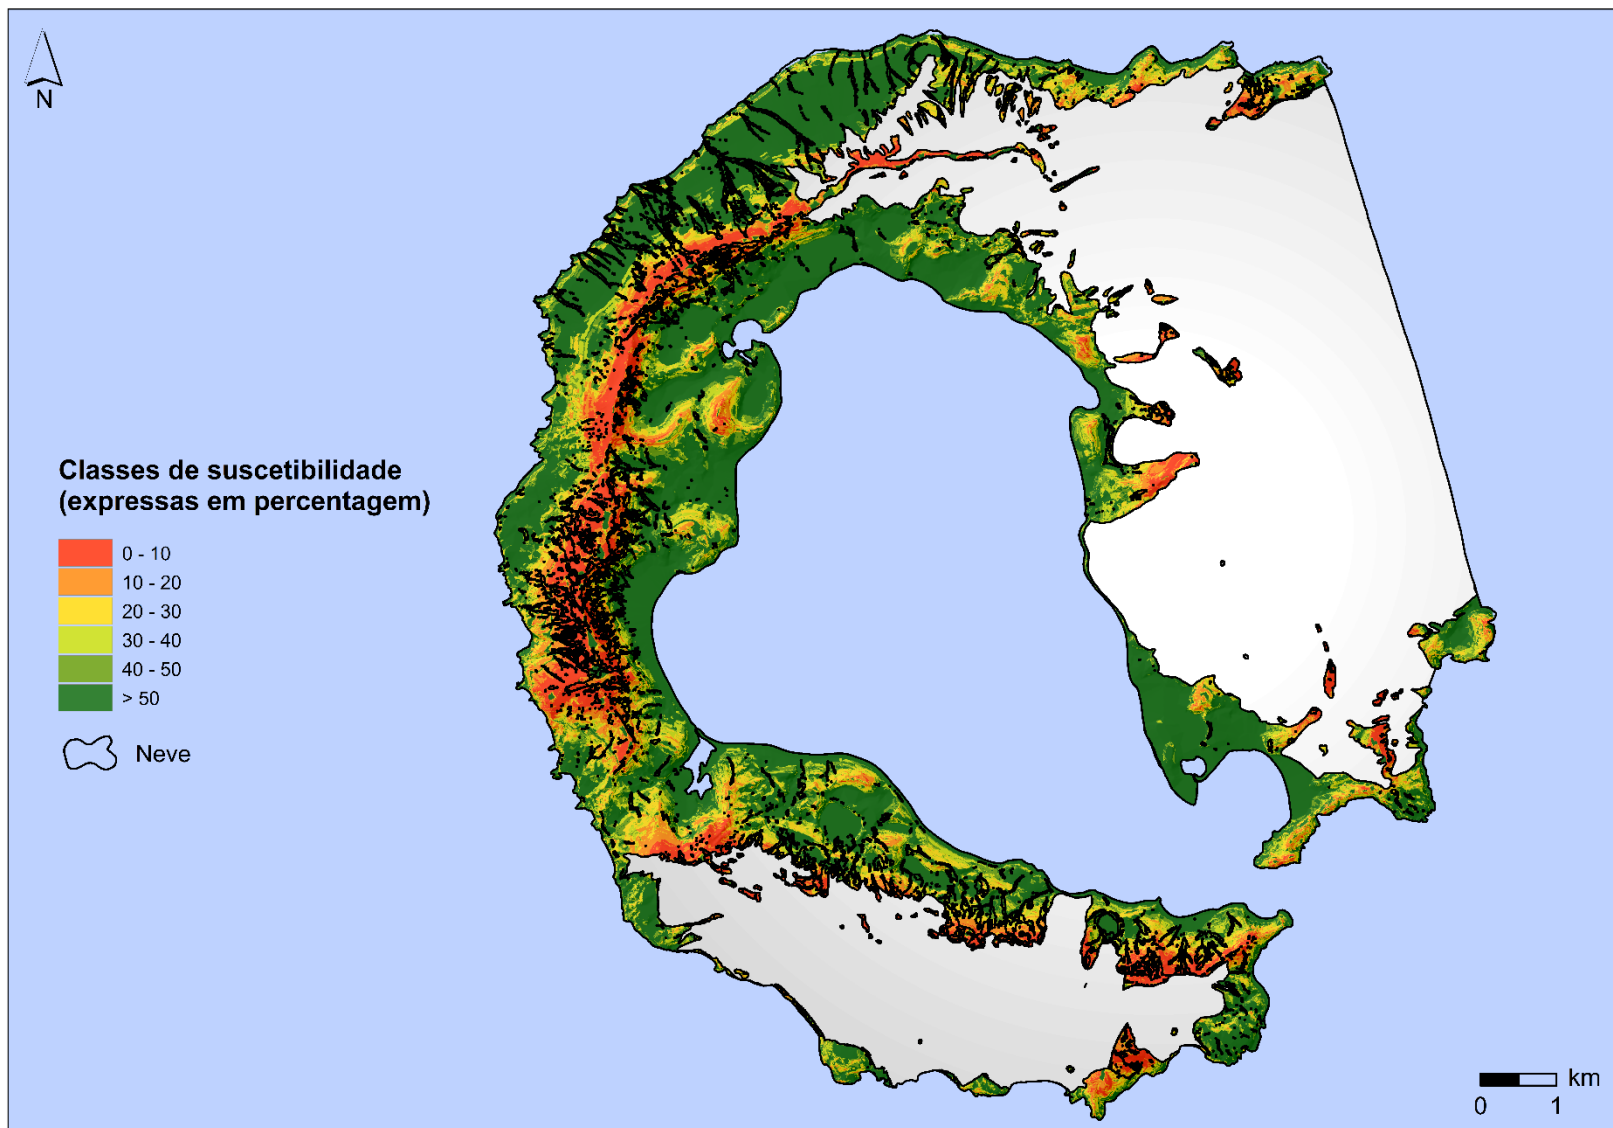 N
Classes de suscetibilidade
(expressas em percentagem)
0 - 10
10 - 20
20 - 30
30 - 40
40 - 50
> 50
Neve
km
0 1